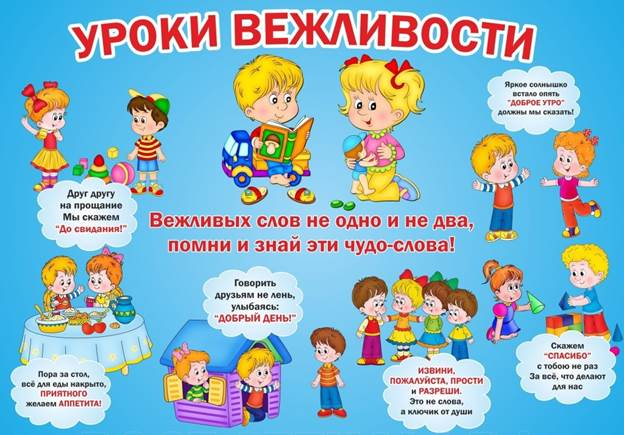 УРОКИ ВЕЖЛИВОСТИ
Яркое солнышко
встало опять
"ДОБРОЕ УТРО"
должны мы сказать!
Друг другу
на прощание
Мы скажем
"До свидания!"
Вежливых слов не одно и не два,
помни и знай эти чудо-слова!
Говорить
друзьям не лень,
улыбаясь:
"ДОБРЫЙ ДЕНЬ!"
Пора за стол,
всё для еды накрыто,
ПРИЯТНОГО
желаем АППЕТИТА!
ИЗВИНИ,
ПОЖАЛУЙСТА, ПРОСТИ
и РАЗРЕШИ.
Это не слова,
а ключик от души
Скажем
"СПАСИБО"
с тобою не раз
За всё, что делают
для нас